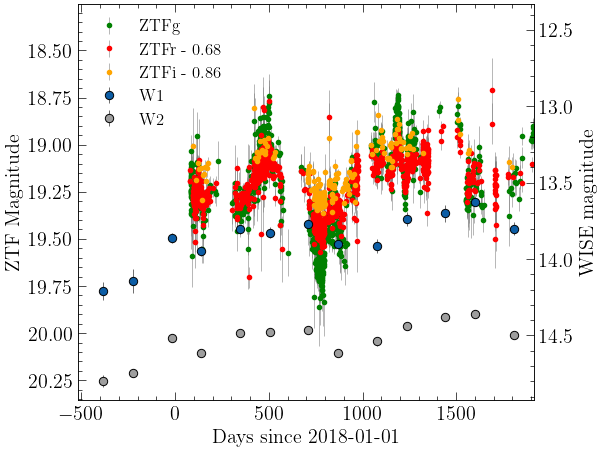 ZTFg
ZTFr - 0.68
ZTFi - 0.86
W1
W2
18.50
18.75
19.00
19.25
19.50
19.75
20.00
20.25
ZTF Magnitude
12.5
13.0
13.5
14.0
14.5
WISE magnitude
−500
0
500
1000
1500
Days since 2018-01-01